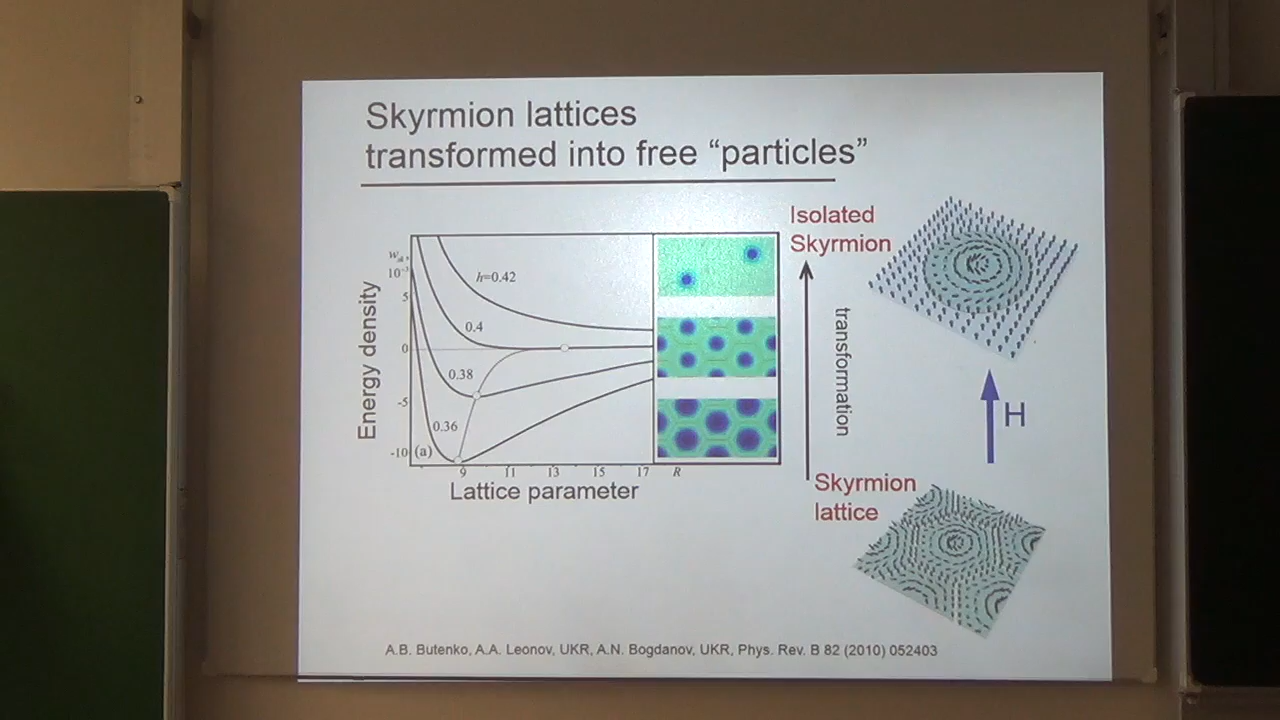 Skyrmion lattices
transformed into free “particles”
Isolated
Skyrmion
10⁻³
h=0.42
5
0.4
0
0.38
-5
0.36
-10
(a)
Energy density
9 11 13 15 17 R
Lattice parameter
transformation
H
Skyrmion
lattice
A.B. Butenko, A.A. Leonov, UKR, A.N. Bogdanov, UKR, Phys. Rev. B 82 (2010) 052403